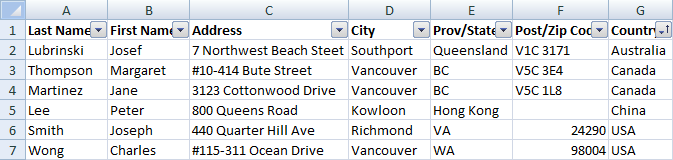 A B C D E F G
1 Last Name First Name Address City Prov/State Post/Zip Cod Country
2 Lubrinski Josef 7 Northwest Beach Steet Southport Queensland V1C 3171 Australia
3 Thompson Margaret #10-414 Bute Street Vancouver BC V5C 3E4 Canada
4 Martinez Jane 3123 Cottonwood Drive Vancouver BC V5C 1L8 Canada
5 Lee Peter 800 Queens Road Kowloon Hong Kong China
6 Smith Joseph 440 Quarter Hill Ave Richmond VA 24290 USA
7 Wong Charles #115-311 Ocean Drive Vancouver WA 98004 USA